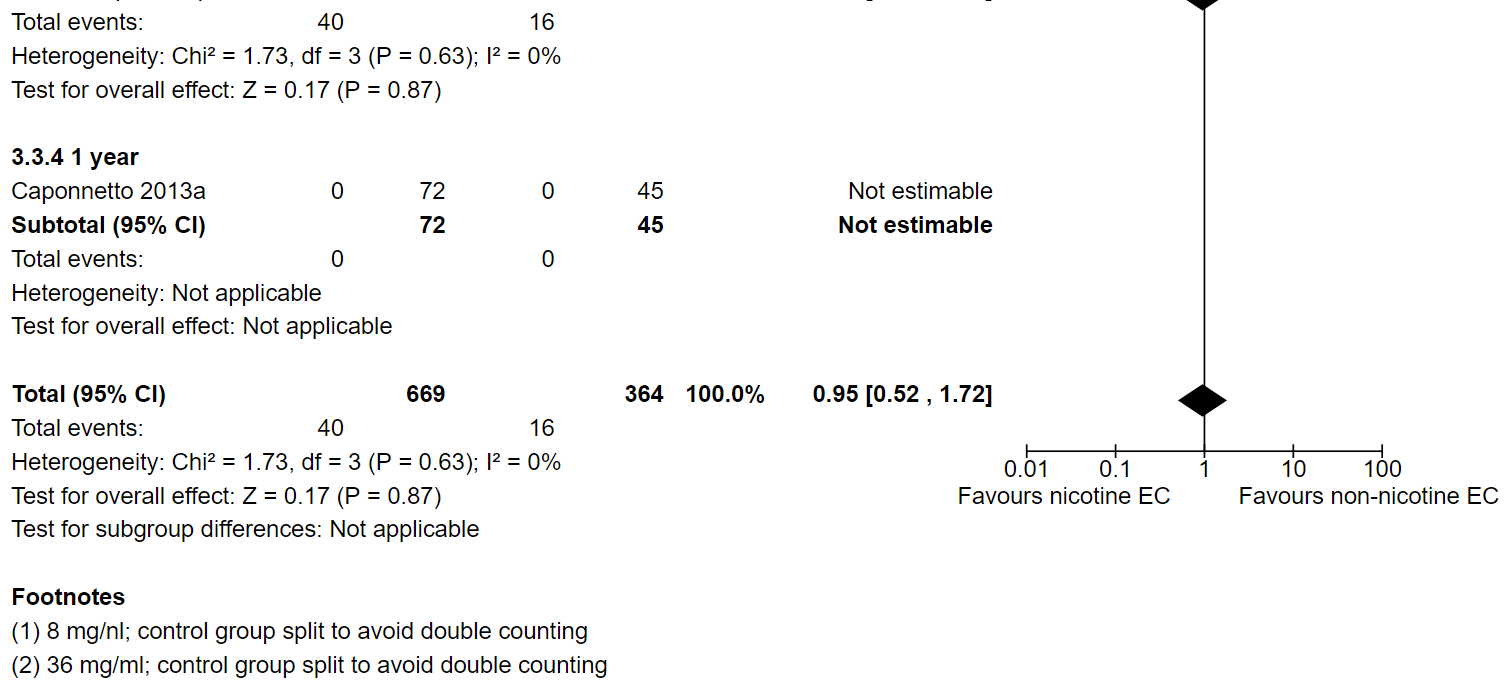 Total events: 40 16
Heterogeneity: Chi² = 1.73, df = 3 (P = 0.63); I² = 0%
Test for overall effect: Z = 0.17 (P = 0.87)
3.3.4 1 year
Caponnetto 2013a 0 72 0 45 Not estimable
Subtotal (95% CI) 72 45 Not estimable
Total events: 0 0
Heterogeneity: Not applicable
Test for overall effect: Not applicable
Total (95% CI) 669 364 100.0% 0.95 [0.52 , 1.72]
Total events: 40 16
Heterogeneity: Chi² = 1.73, df = 3 (P = 0.63); I² = 0%
0.01 0.1 1 10 100
Test for overall effect: Z = 0.17 (P = 0.87)
Favours nicotine EC Favours non-nicotine EC
Test for subgroup differences: Not applicable
Footnotes
(1) 8 mg/nl; control group split to avoid double counting
(2) 36 mg/ml; control group split to avoid double counting